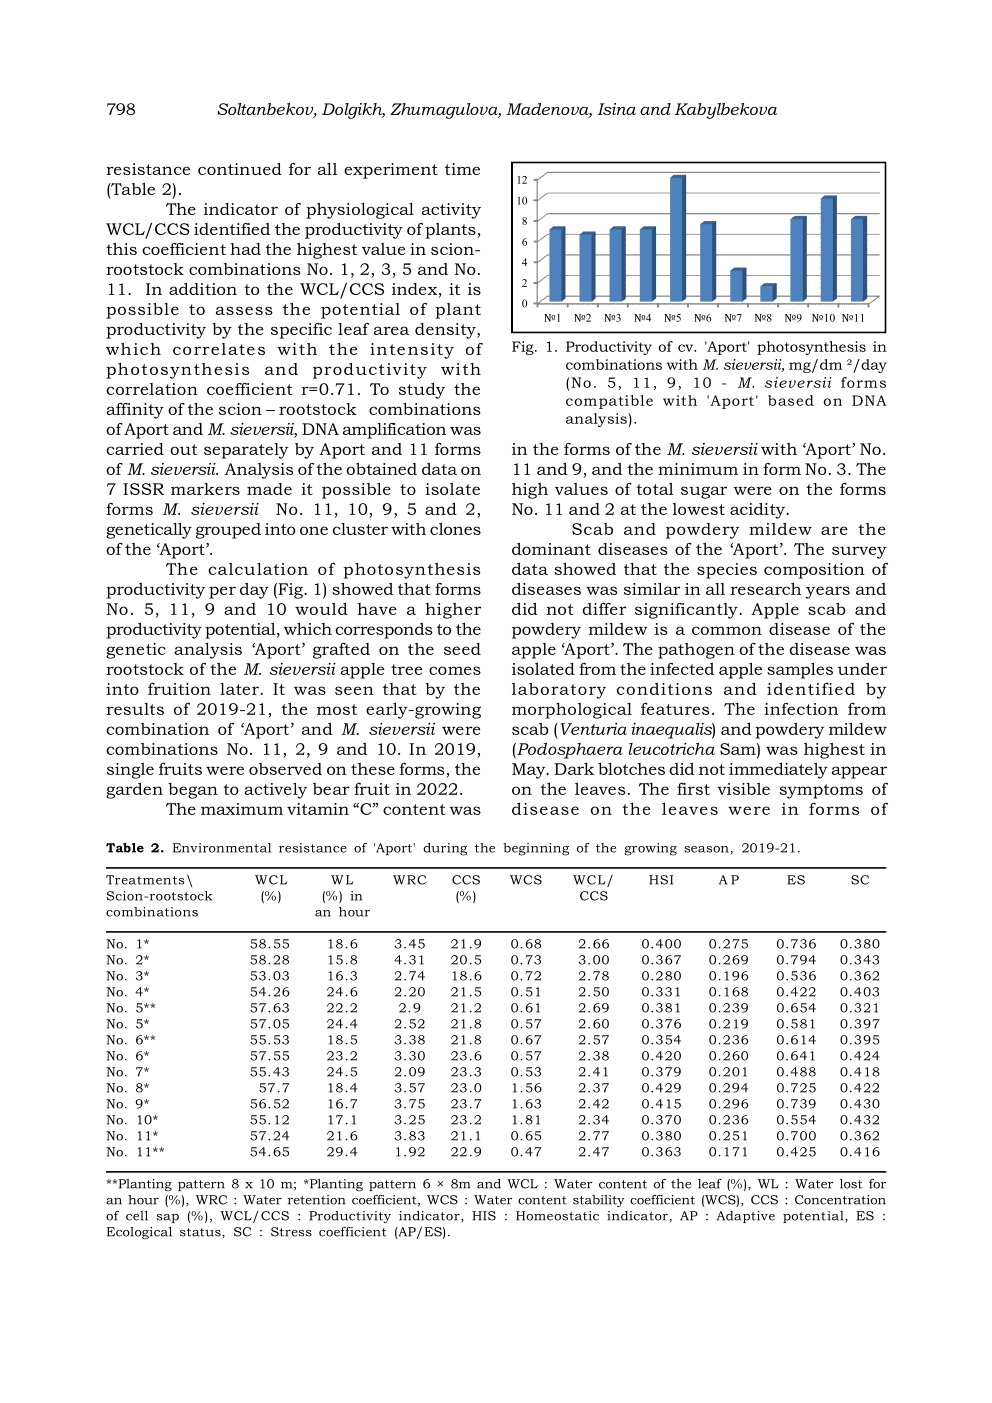 798 Soltanbekov, Dolgikh, Zhumagulova, Madenova, Isina and Kabylbekova
resistance continued for all experiment time
(Table 2).
The indicator of physiological activity
WCL/CCS identified the productivity of plants,
this coefficient had the highest value in scion-
rootstock combinations No. 1, 2, 3, 5 and No.
11. In addition to the WCL/CCS index, it is
possible to assess the potential of plant
productivity by the specific leaf area density,
which correlates with the intensity of
photosynthesis and productivity with
correlation coefficient r=0.71. To study the
affinity of the scion – rootstock combinations
of Aport and M. sieversii, DNA amplification was
carried out separately by Aport and 11 forms
of M. sieversii. Analysis of the obtained data on
7 ISSR markers made it possible to isolate
forms M. sieversii No. 11, 10, 9, 5 and 2,
genetically grouped into one cluster with clones
of the ‘Aport’.
The calculation of photosynthesis
productivity per day (Fig. 1) showed that forms
No. 5, 11, 9 and 10 would have a higher
productivity potential, which corresponds to the
genetic analysis ‘Aport’ grafted on the seed
rootstock of the M. sieversii apple tree comes
into fruition later. It was seen that by the
results of 2019-21, the most early-growing
combination of ‘Aport’ and M. sieversii were
combinations No. 11, 2, 9 and 10. In 2019,
single fruits were observed on these forms, the
garden began to actively bear fruit in 2022.
The maximum vitamin “C” content was
12
10
8
6
4
2
0
№1 №2 №3 №4 №5 №6 №7 №8 №9 №10 №11
Fig. 1. Productivity of cv. 'Aport' photosynthesis in
combinations with M. sieversii, mg/dm ²/day
(No. 5, 11, 9, 10 - M. sieversii forms
compatible with 'Aport' based on DNA
analysis).
in the forms of the M. sieversii with ‘Aport’ No.
11 and 9, and the minimum in form No. 3. The
high values of total sugar were on the forms
No. 11 and 2 at the lowest acidity.
Scab and powdery mildew are the
dominant diseases of the ‘Aport’. The survey
data showed that the species composition of
diseases was similar in all research years and
did not differ significantly. Apple scab and
powdery mildew is a common disease of the
apple ‘Aport’. The pathogen of the disease was
isolated from the infected apple samples under
laboratory conditions and identified by
morphological features. The infection from
scab (Venturia inaequalis) and powdery mildew
(Podosphaera leucotricha Sam) was highest in
May. Dark blotches did not immediately appear
on the leaves. The first visible symptoms of
disease on the leaves were in forms of
Table 2. Environmental resistance of 'Aport' during the beginning of the growing season, 2019-21.
Treatments\ WCL WL WRC CCS WCS WCL/ HSI AP ES SC
Scion-rootstock (%) (%) in (%) CCS
combinations an hour
No. 1* 58.55 18.6 3.45 21.9 0.68 2.66 0.400 0.275 0.736 0.380
No. 2* 58.28 15.8 4.31 20.5 0.73 3.00 0.367 0.269 0.794 0.343
No. 3* 53.03 16.3 2.74 18.6 0.72 2.78 0.280 0.196 0.536 0.362
No. 4* 54.26 24.6 2.20 21.5 0.51 2.50 0.331 0.168 0.422 0.403
No. 5** 57.63 22.2 2.9 21.2 0.61 2.69 0.381 0.239 0.654 0.321
No. 5* 57.05 24.4 2.52 21.8 0.57 2.60 0.376 0.219 0.581 0.397
No. 6** 55.53 18.5 3.38 21.8 0.67 2.57 0.354 0.236 0.614 0.395
No. 6* 57.55 23.2 3.30 23.6 0.57 2.38 0.420 0.260 0.641 0.424
No. 7* 55.43 24.5 2.09 23.3 0.53 2.41 0.379 0.201 0.488 0.418
No. 8* 57.7 18.4 3.57 23.0 1.56 2.37 0.429 0.294 0.725 0.422
No. 9* 56.52 16.7 3.75 23.7 1.63 2.42 0.415 0.296 0.739 0.430
No. 10* 55.12 17.1 3.25 23.2 1.81 2.34 0.370 0.236 0.554 0.432
No. 11* 57.24 21.6 3.83 21.1 0.65 2.77 0.380 0.251 0.700 0.362
No. 11** 54.65 29.4 1.92 22.9 0.47 2.47 0.363 0.171 0.425 0.416
**Planting pattern 8 x 10 m; *Planting pattern 6 × 8m and WCL : Water content of the leaf (%), WL : Water lost for
an hour (%), WRC : Water retention coefficient, WCS : Water content stability coefficient (WCS), CCS : Concentration
of cell sap (%), WCL/CCS : Productivity indicator, HIS : Homeostatic indicator, AP : Adaptive potential, ES :
Ecological status, SC : Stress coefficient (AP/ES).